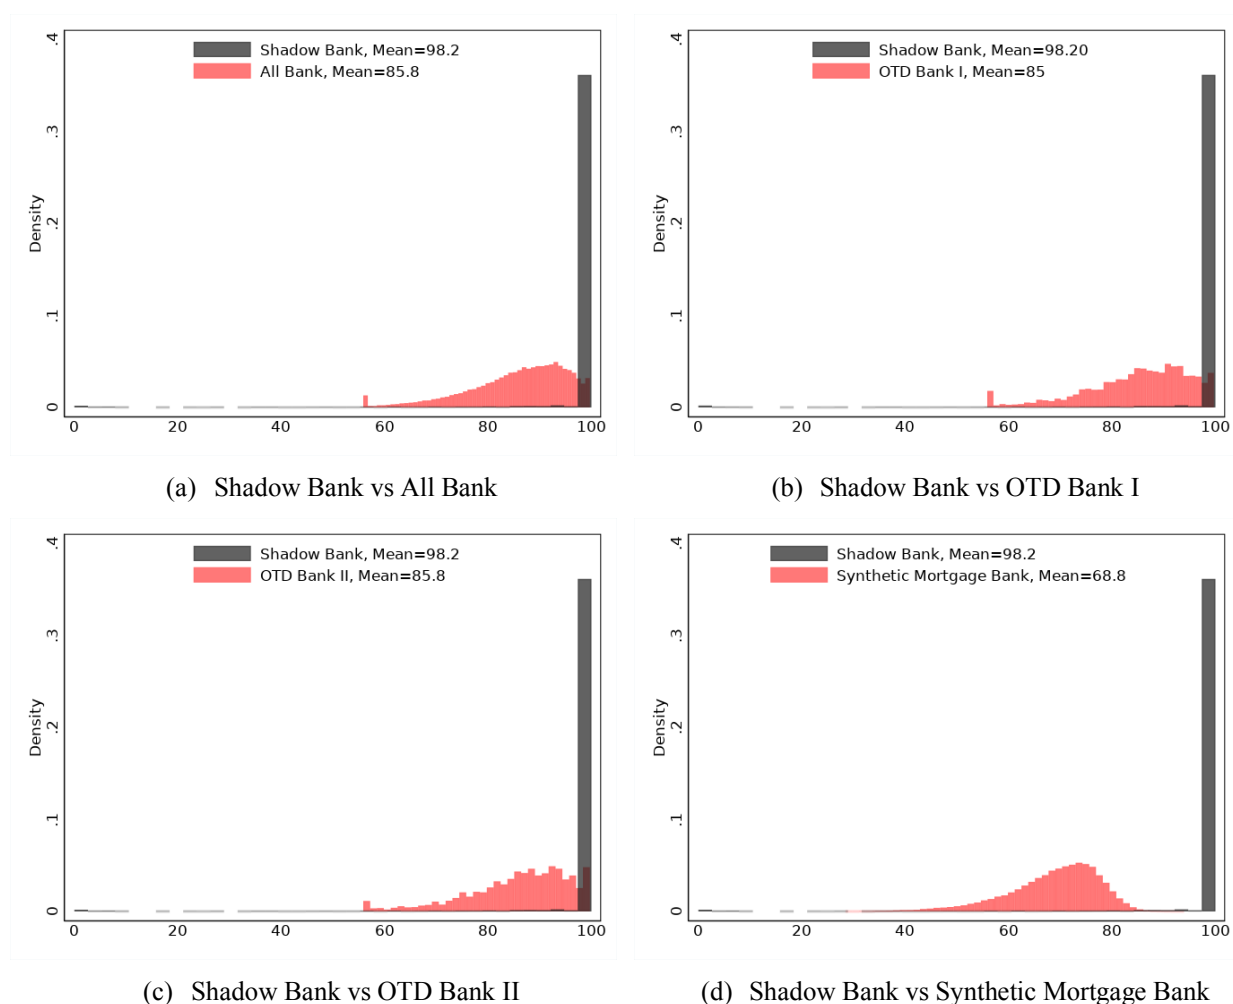 Shadow Bank, Mean=98.2
All Bank, Mean=85.8
Density
0 .1 .2 .3 .4
0 20 40 60 80 100
(a) Shadow Bank vs All Bank
Shadow Bank, Mean=98.20
OTD Bank I, Mean=85
Density
0 .1 .2 .3 .4
0 20 40 60 80 100
(b) Shadow Bank vs OTD Bank I
Shadow Bank, Mean=98.2
OTD Bank II, Mean=85.8
Density
0 .1 .2 .3 .4
0 20 40 60 80 100
(c) Shadow Bank vs OTD Bank II
Shadow Bank, Mean=98.2
Synthetic Mortgage Bank, Mean=68.8
Density
0 .1 .2 .3 .4
0 20 40 60 80 100
(d) Shadow Bank vs Synthetic Mortgage Bank